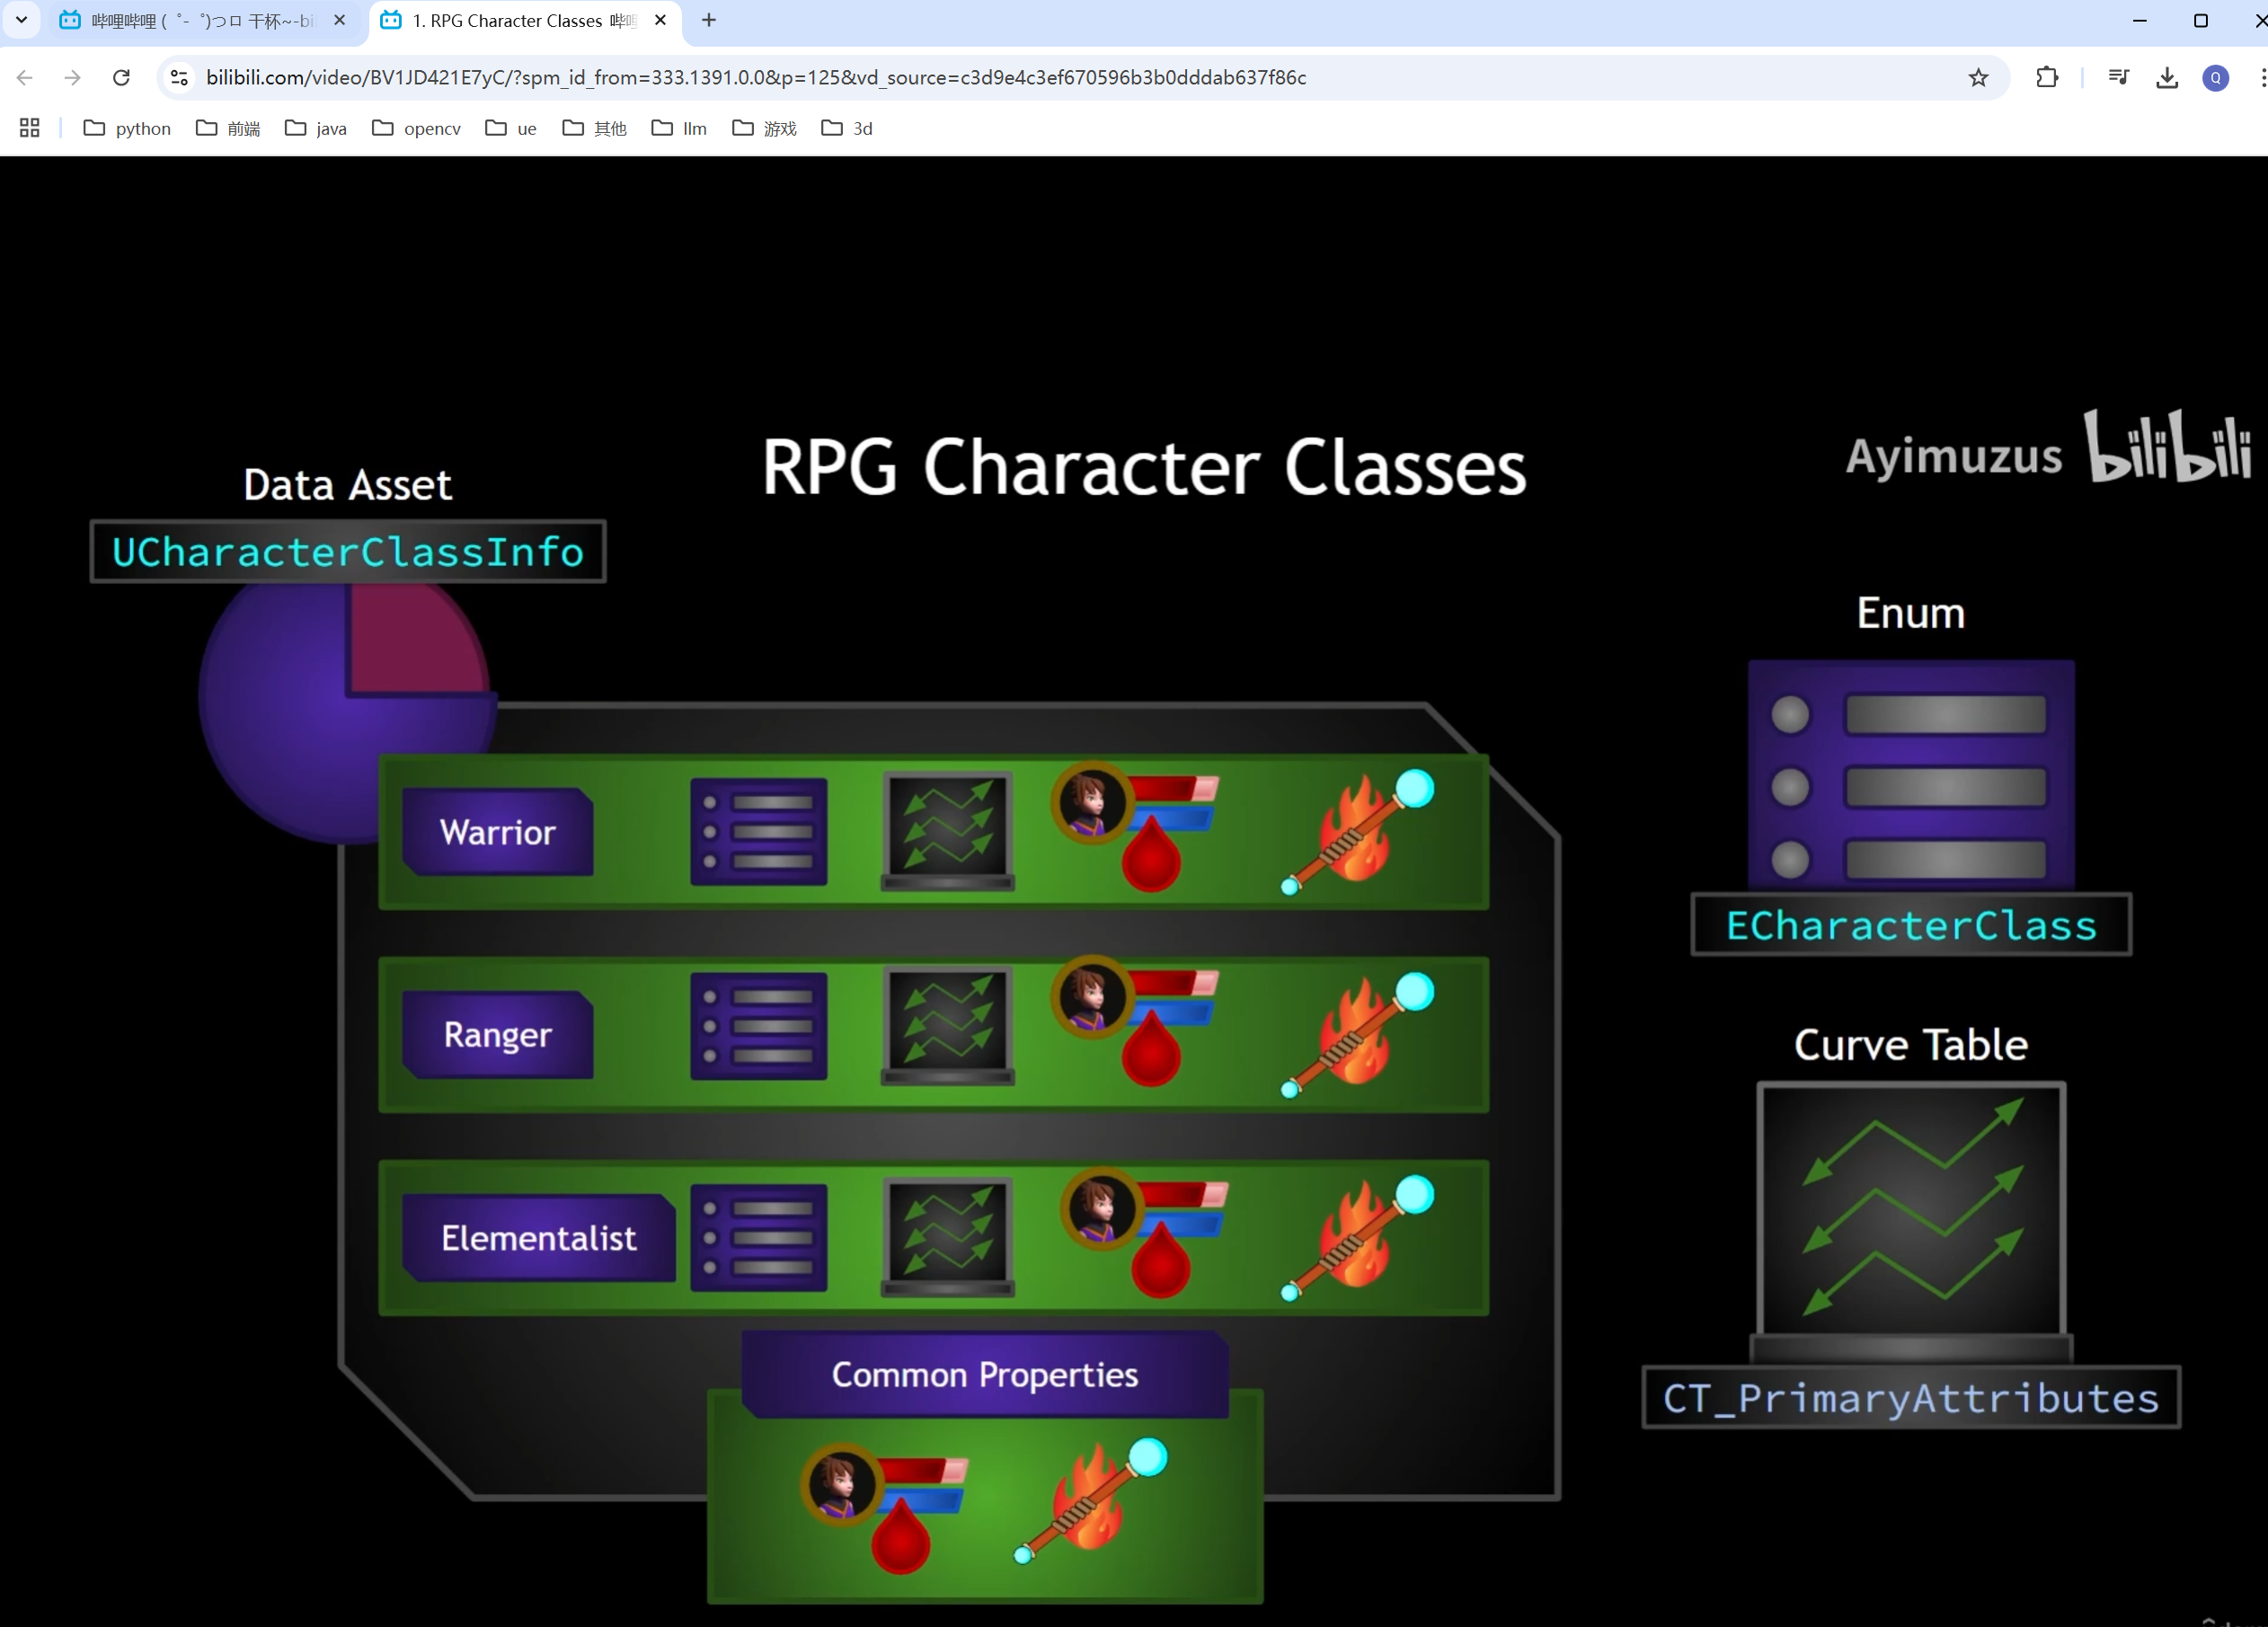 哔哩哔哩 (゜-゜)つロ 干杯~-bi
1. RPG Character Classes 哔哩
bilibili.com/video/BV1JD421E7yC/?spm_id_from=333.1391.0.0&p=125&vd_source=c3d9e4c3ef670596b3b0dddab637f86c
Q
python 前端 java opencv ue 其他 llm 游戏 3d
RPG Character Classes
Ayimuzus bilibili
Data Asset
UCharacterClassInfo
Enum
ECharacterClass
Warrior
Ranger
Elementalist
Curve Table
CT_PrimaryAttributes
Common Properties